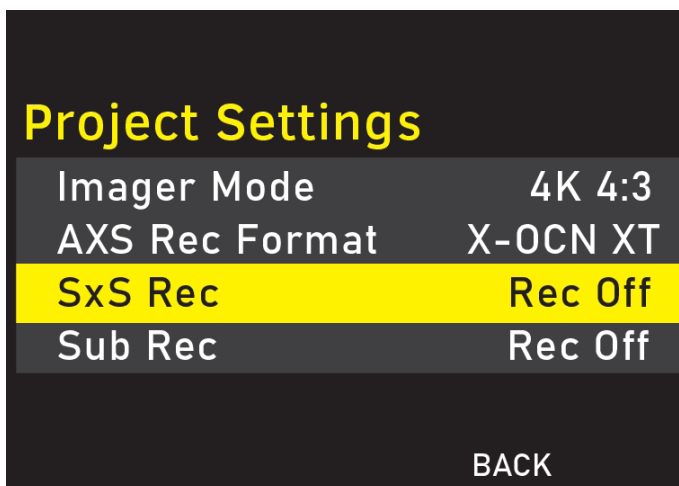 Project Settings
Imager Mode 4K 4:3
AXS Rec Format X-OCN XT
SxS Rec Rec Off
Sub Rec Rec Off
BACK